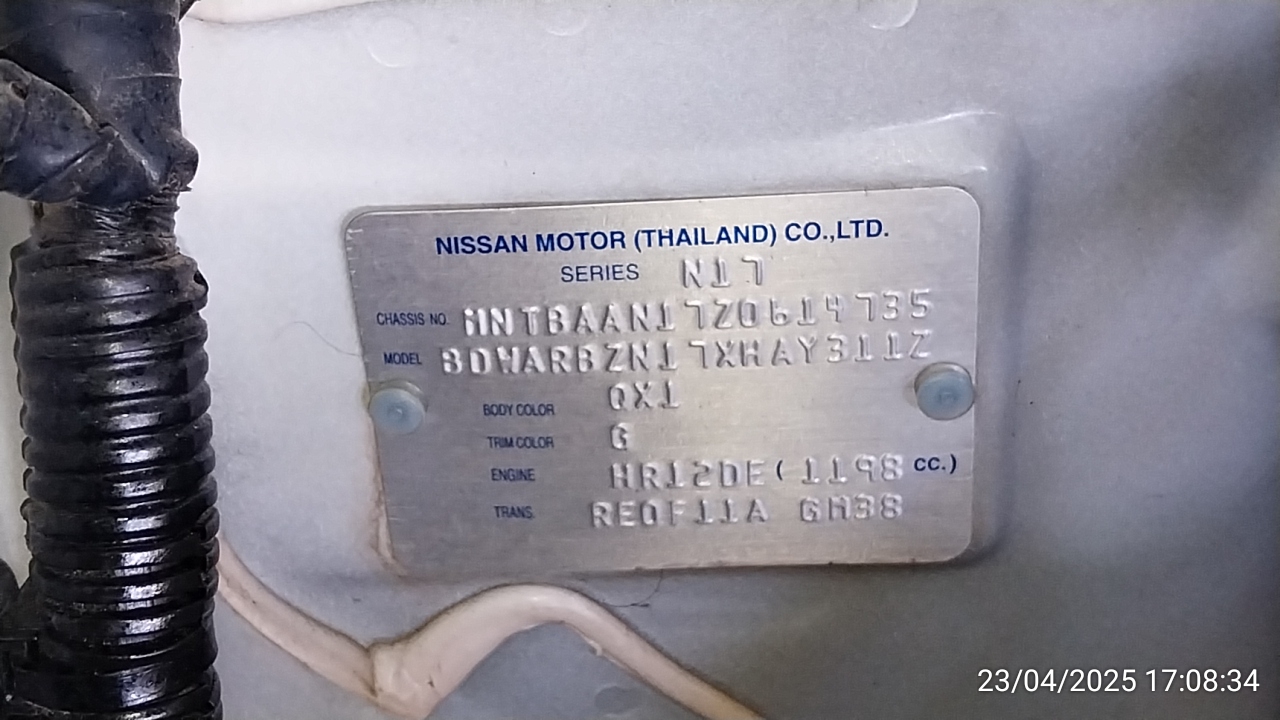 NISSAN MOTOR (THAILAND) CO.,LTD.
SERIES N17
CHASSIS NO. MNTBAAN17Z0614735
MODEL BDWARBZN17XHAY311Z
BODY COLOR QX1
TRIM COLOR G
ENGINE HR12DE (1198 CC.)
TRANS. RE0F11A GH38
23/04/2025 17:08:34